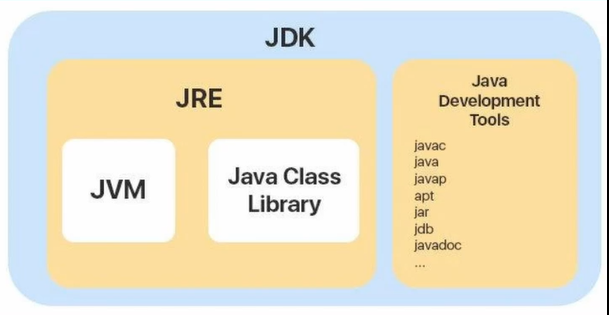 JDK
JRE
JVM
Java Class
Library
Java
Development
Tools
javac
java
javap
apt
jar
jdb
javadoc
...